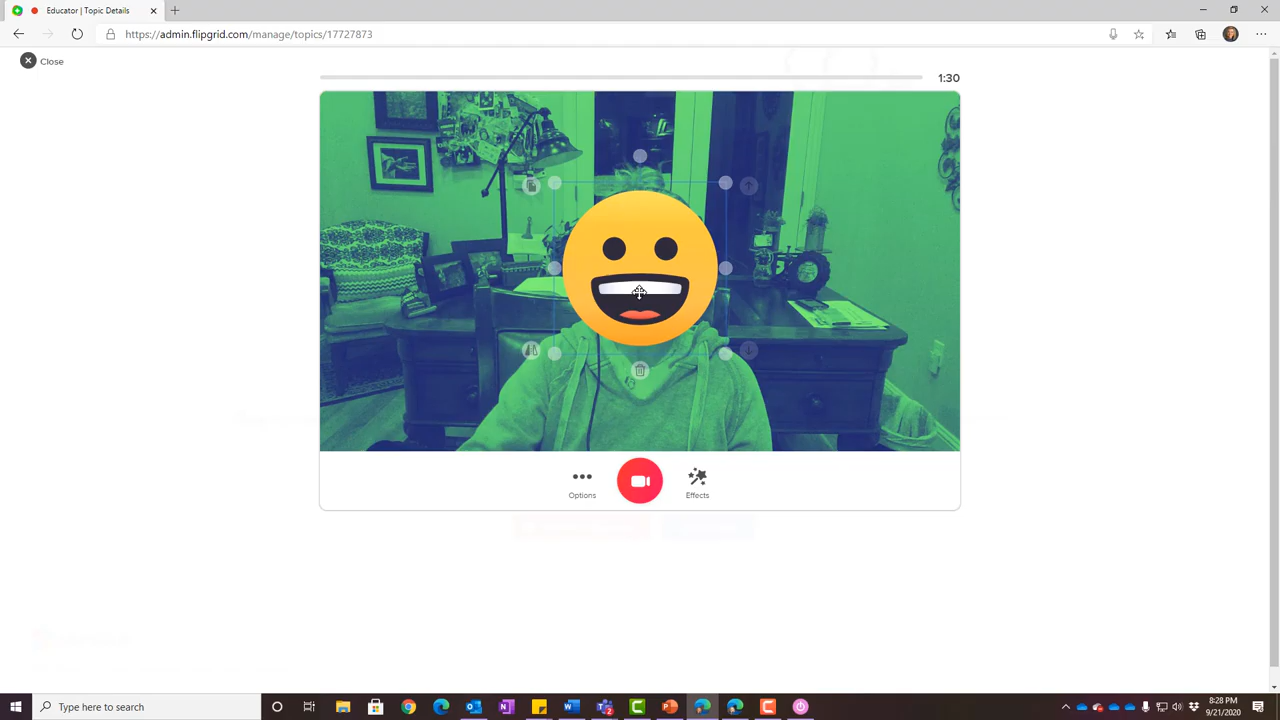 Educator | Topic Details
https://admin.flipgrid.com/manage/topics/17727873
Close
1:30
Options
Effects
Type here to search
8:28 PM
9/21/2020